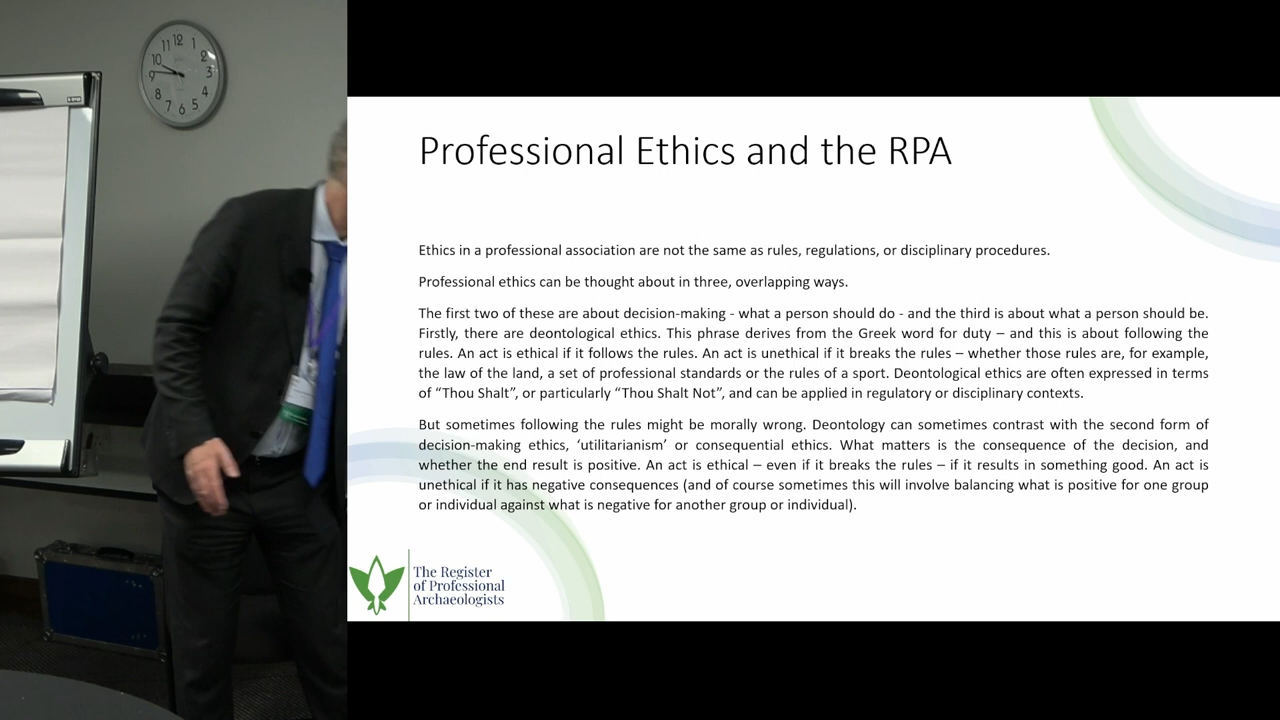 11 12 1
10 2
9 3
8 4
7 6 5
Professional Ethics and the RPA
Ethics in a professional association are not the same as rules, regulations, or disciplinary procedures.
Professional ethics can be thought about in three, overlapping ways.
The first two of these are about decision-making - what a person should do - and the third is about what a person should be.
Firstly, there are deontological ethics. This phrase derives from the Greek word for duty – and this is about following the
rules. An act is ethical if it follows the rules. An act is unethical if it breaks the rules – whether those rules are, for example,
the law of the land, a set of professional standards or the rules of a sport. Deontological ethics are often expressed in terms
of “Thou Shalt”, or particularly “Thou Shalt Not”, and can be applied in regulatory or disciplinary contexts.
But sometimes following the rules might be morally wrong. Deontology can sometimes contrast with the second form of
decision-making ethics, ‘utilitarianism’ or consequential ethics. What matters is the consequence of the decision, and
whether the end result is positive. An act is ethical – even if it breaks the rules – if it results in something good. An act is
unethical if it has negative consequences (and of course sometimes this will involve balancing what is positive for one group
or individual against what is negative for another group or individual).
The Register
of Professional
Archaeologists